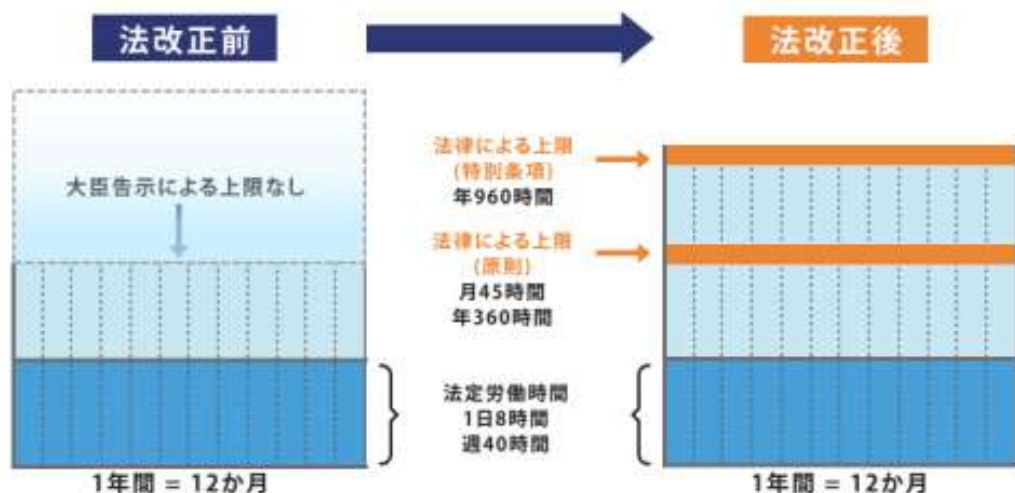 法改正前
法改正後
大臣告示による上限なし
法律による上限
(特別条項)
年960時間
法律による上限
(原則)
月45時間
年360時間
法定労働時間
1日8時間
週40時間
1年間 = 12か月
1年間 = 12か月